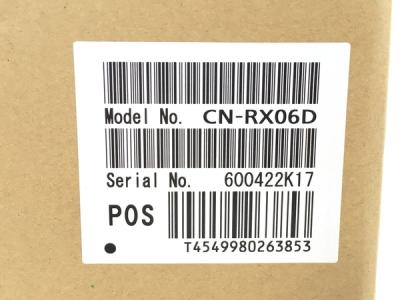 Model No. CN-RX06D
Serial No. 600422K17
POS
T4549980263853